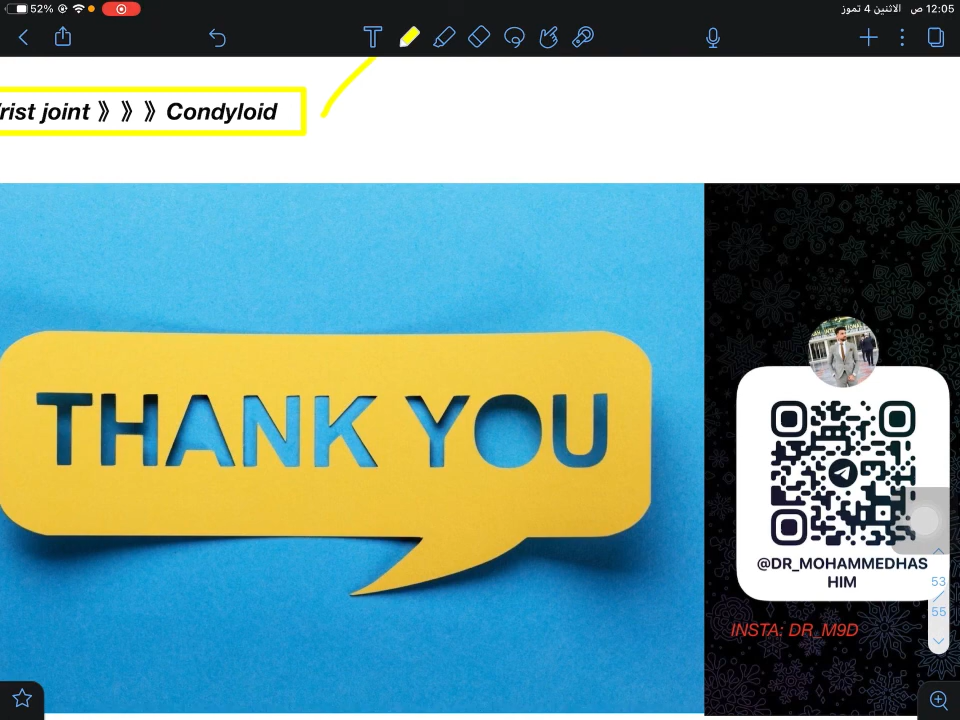 52%
الاثنين 4 تموز 12:05 ص
rist joint 》》》Condyloid
THANK YOU
@DR_MOHAMMEDHAS
HIM
INSTA: DR_M9D
53
55